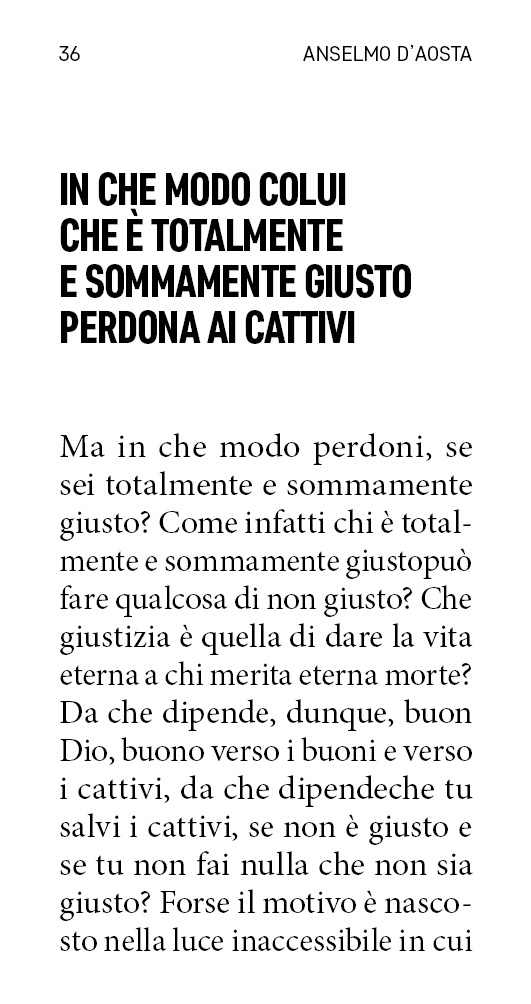 36
ANSELMO D'AOSTA
IN CHE MODO COLUI
CHE È TOTALMENTE
E SOMMAMENTE GIUSTO
PERDONA AI CATTIVI
Ma in che modo perdoni, se
sei totalmente e sommamente
giusto? Come infatti chi è total-
mente e sommamente giustopuò
fare qualcosa di non giusto? Che
giustizia è quella di dare la vita
eterna a chi merita eterna morte?
Da che dipende, dunque, buon
Dio, buono verso i buoni e verso
i cattivi, da che dipendeche tu
salvi i cattivi, se non è giusto e
se tu non fai nulla che non sia
giusto? Forse il motivo è nasco-
sto nella luce inaccessibile in cui